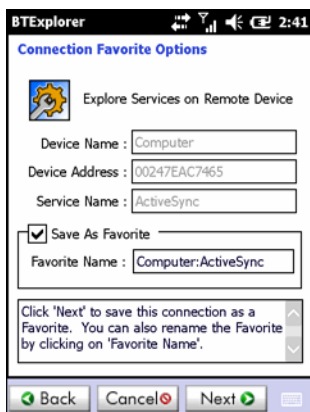 BTExplorer 2:41
Connection Favorite Options
Explore Services on Remote Device
Device Name : Computer
Device Address : 00247EAC7465
Service Name : ActiveSync
Save As Favorite
Favorite Name : Computer:ActiveSync
Click 'Next' to save this connection as a
Favorite. You can also rename the Favorite
by clicking on 'Favorite Name'.
Back Cancel Next